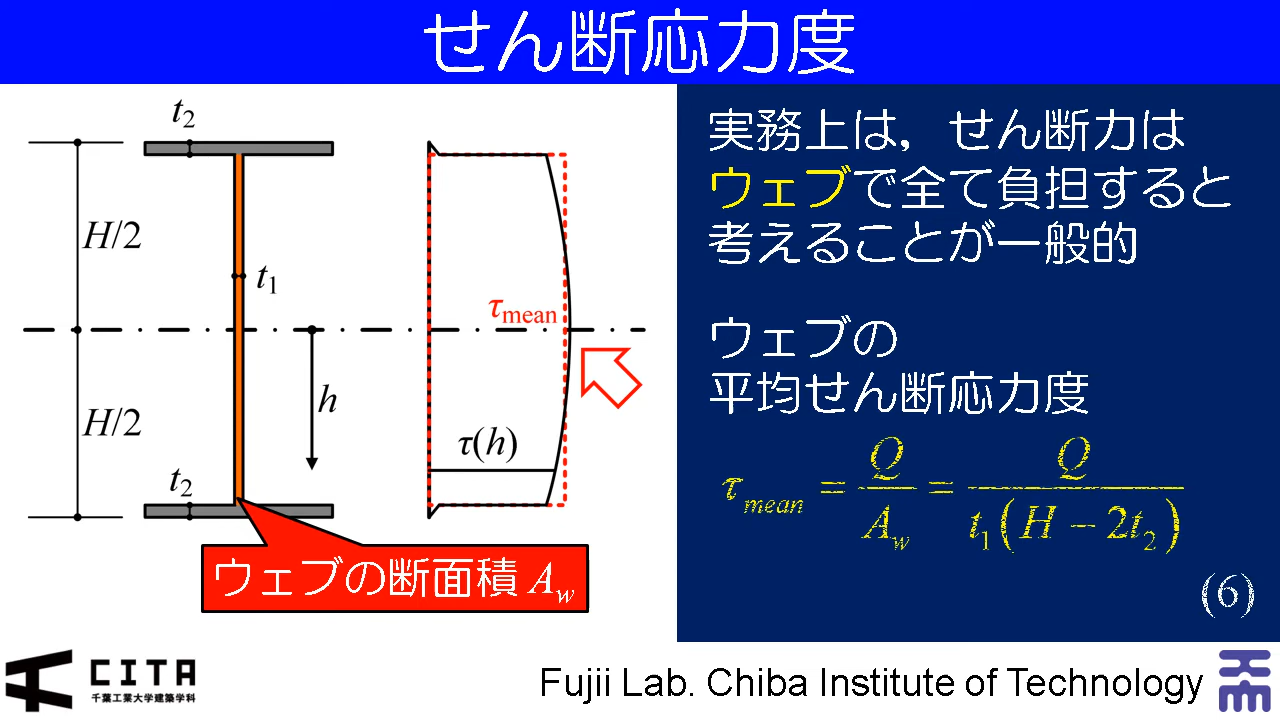 せん断応力度
t₂
H/2
t₁
H/2
h
t₂
τmean
τ(h)
ウェブの断面積 Aw
実務上は，せん断力は
ウェブで全て負担すると
考えることが一般的
ウェブの
平均せん断応力度
τmean = Q/Aw = Q/t₁(H − 2t₂)
(6)
CITA
千葉工業大学建築学科
Fujii Lab. Chiba Institute of Technology